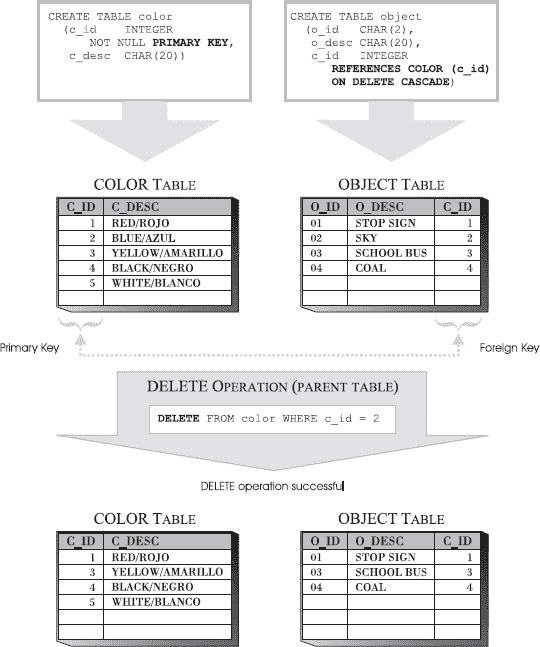 CREATE TABLE color
(c_id INTEGER
NOT NULL PRIMARY KEY,
c_desc CHAR(20))
CREATE TABLE object
(o_id CHAR(2),
o_desc CHAR(20),
c_id INTEGER
REFERENCES COLOR (c_id)
ON DELETE CASCADE)
COLOR TABLE
C_ID C_DESC
1 RED/ROJO
2 BLUE/AZUL
3 YELLOW/AMARILLO
4 BLACK/NEGRO
5 WHITE/BLANCO
OBJECT TABLE
O_ID O_DESC C_ID
01 STOP SIGN 1
02 SKY 2
03 SCHOOL BUS 3
04 COAL 4
Primary Key
Foreign Key
DELETE OPERATION (PARENT TABLE)
DELETE FROM color WHERE c_id = 2
DELETE operation successful
COLOR TABLE
C_ID C_DESC
1 RED/ROJO
3 YELLOW/AMARILLO
4 BLACK/NEGRO
5 WHITE/BLANCO
OBJECT TABLE
O_ID O_DESC C_ID
01 STOP SIGN 1
03 SCHOOL BUS 3
04 COAL 4